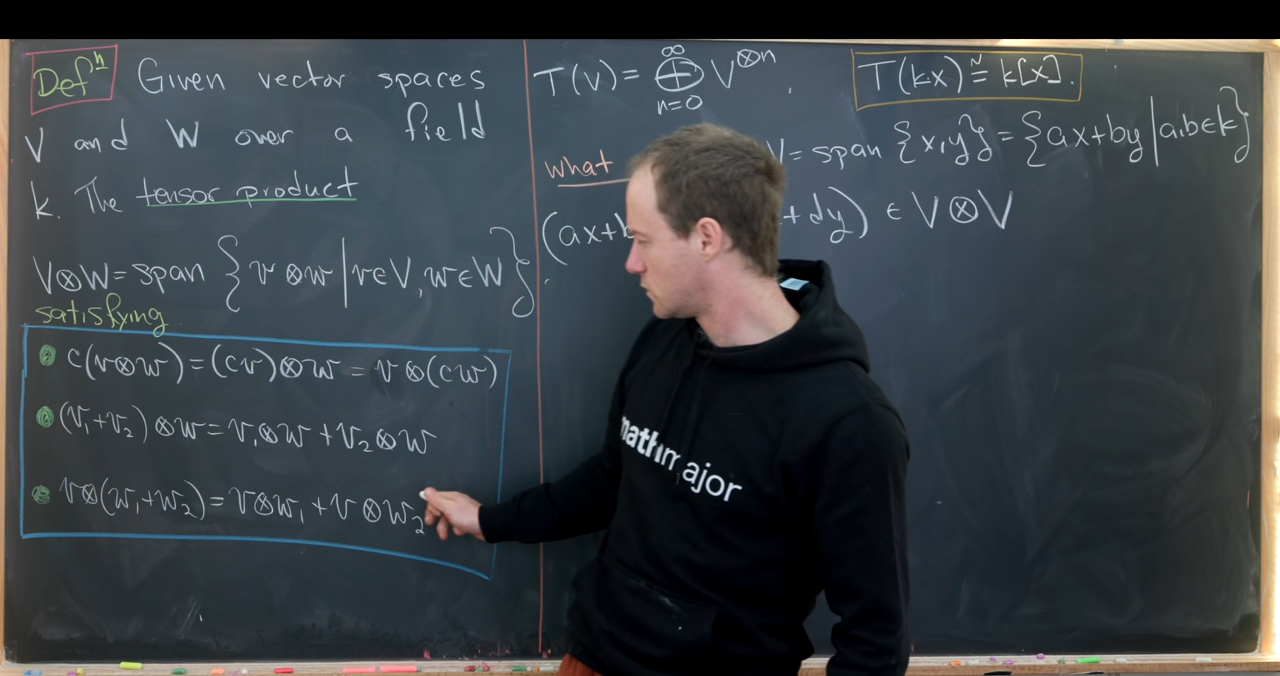 Defⁿ Given vector spaces
V and W over a field
k. The tensor product
V⊗W = span {v⊗w | v∈V, w∈W}.
satisfying
c(v⊗w) = (cv)⊗w = v⊗(cw)
(v₁+v₂)⊗w = v₁⊗w + v₂⊗w
v⊗(w₁+w₂) = v⊗w₁ + v⊗w₂
T(V) = ⊕_{n=0}^{∞} V^{⊗n},
T(kx) ≅ k[x].
what V = span {x,y} = {ax+by | a,b∈k}
(ax+b + dy) ∈ V⊗V
mathmajor